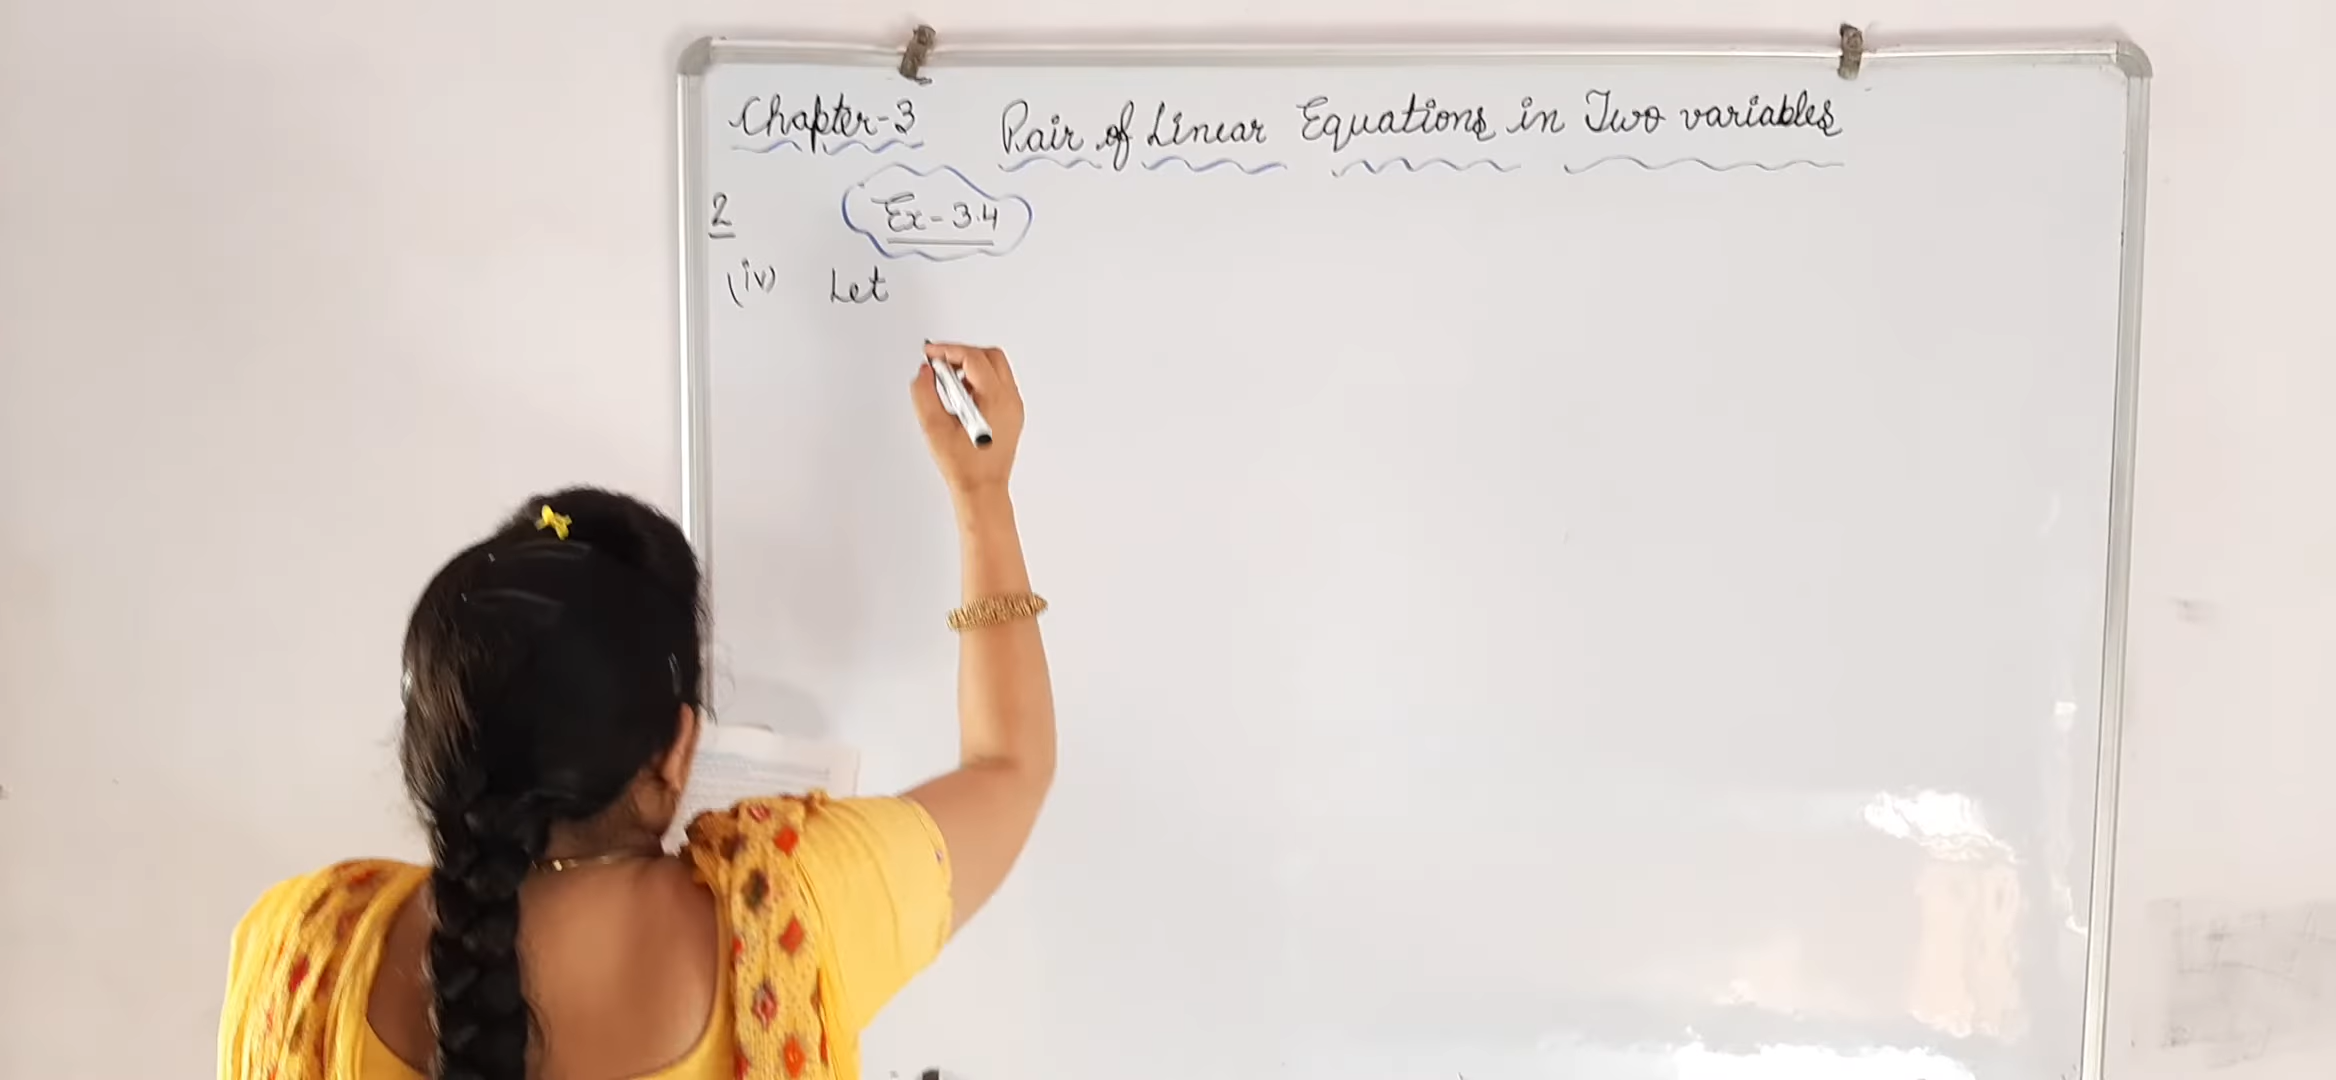 Chapter-3 Pair of Linear Equations in Two variables
2 Ex-3.4
(iv) Let